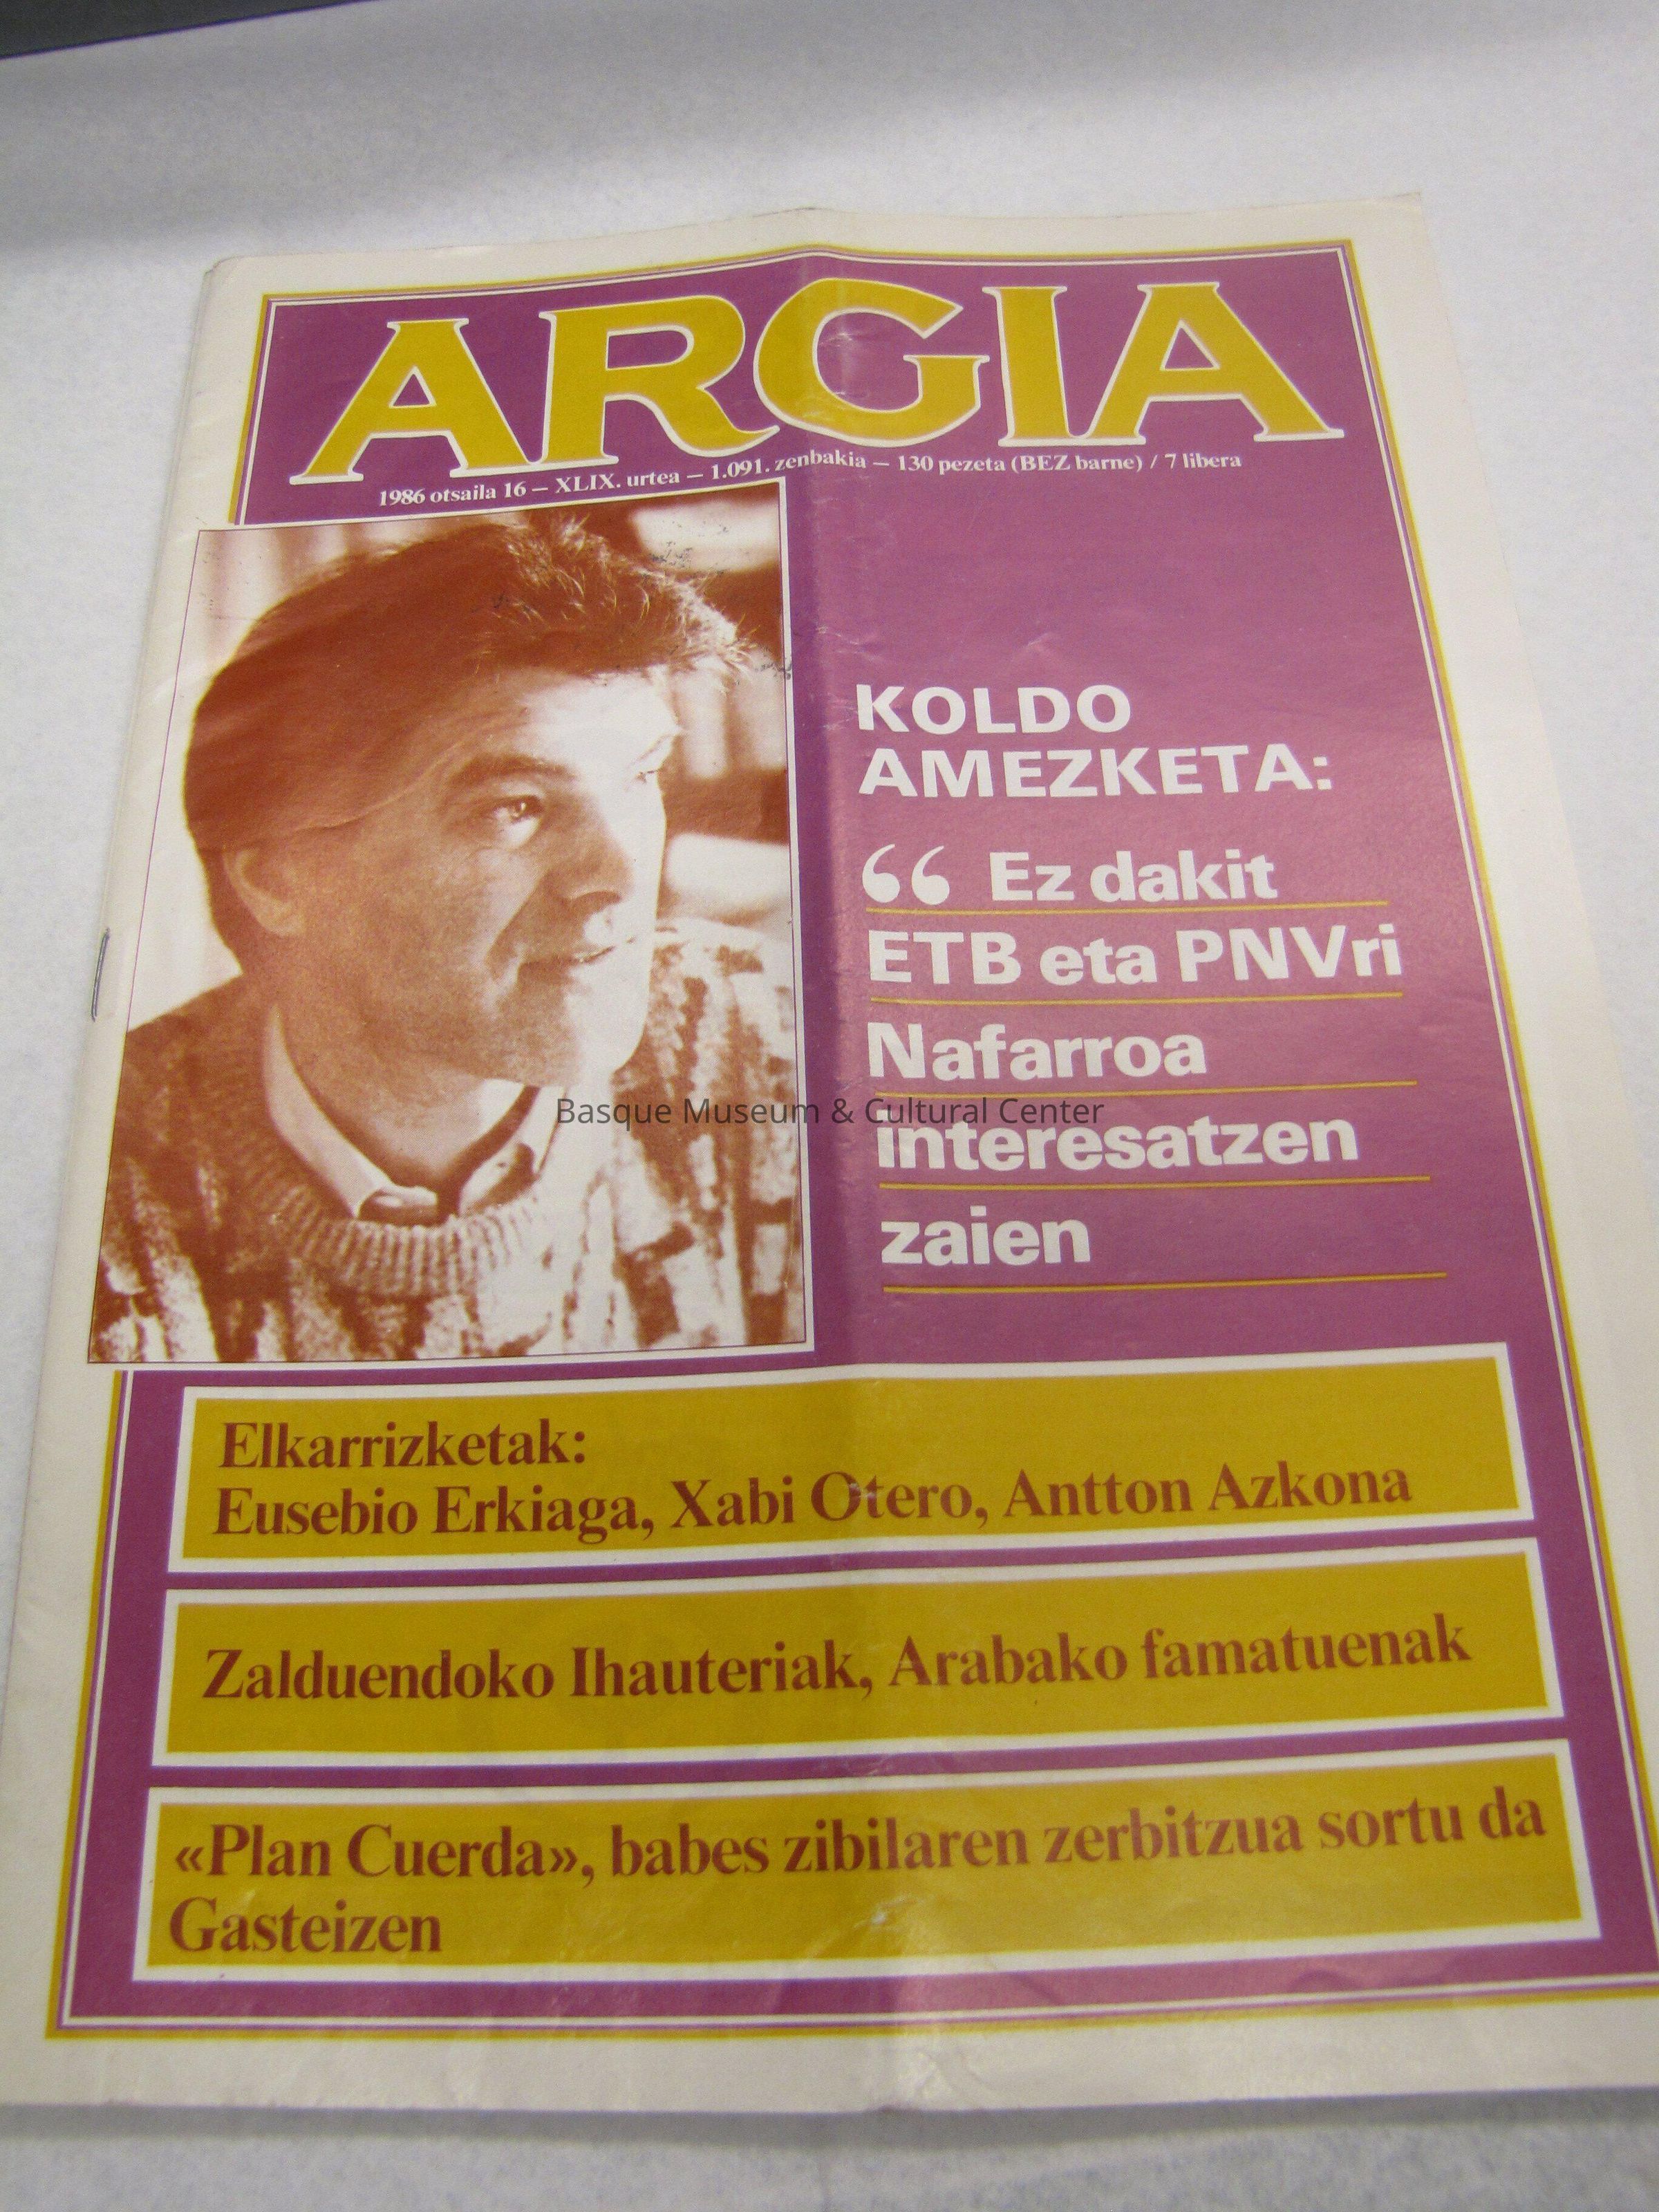 ARGIA
1986 otsaila 16 – XLIX. urtea – 1.091. zenbakia – 130 pezeta (BEZ barne) / 7 libera
KOLDO
AMEZKETA:
“ Ez dakit
ETB eta PNVri
Nafarroa
interesatzen
zaien
Basque Museum & Cultural Center
Elkarrizketak:
Eusebio Erkiaga, Xabi Otero, Antton Azkona
Zalduendoko Ihauteriak, Arabako famatuenak
«Plan Cuerda», babes zibilaren zerbitzua sortu da
Gasteizen